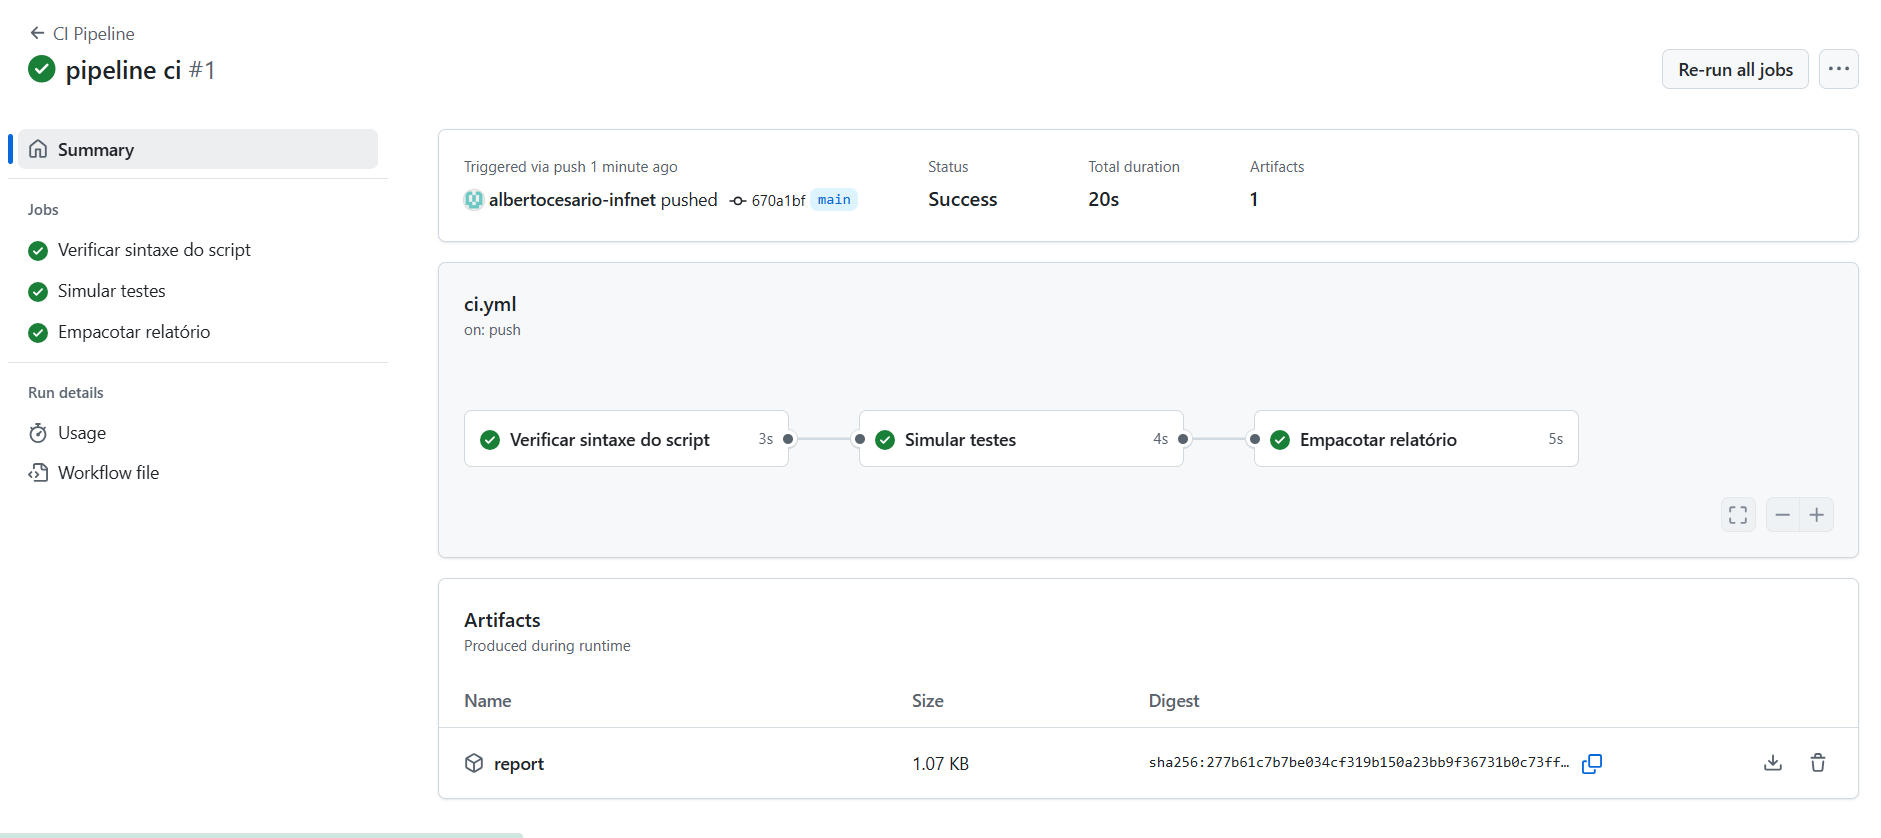 CI Pipeline
pipeline ci #1
Re-run all jobs
Summary
Jobs
Verificar sintaxe do script
Simular testes
Empacotar relatório
Run details
Usage
Workflow file
Triggered via push 1 minute ago
albertocesario-infnet pushed 670a1bf main
Status
Success
Total duration
20s
Artifacts
1
ci.yml
on: push
Verificar sintaxe do script 3s
Simular testes 4s
Empacotar relatório 5s
Artifacts
Produced during runtime
Name Size Digest
report 1.07 KB sha256:277b61c7b7be034cf319b150a23bb9f36731b0c73ff…